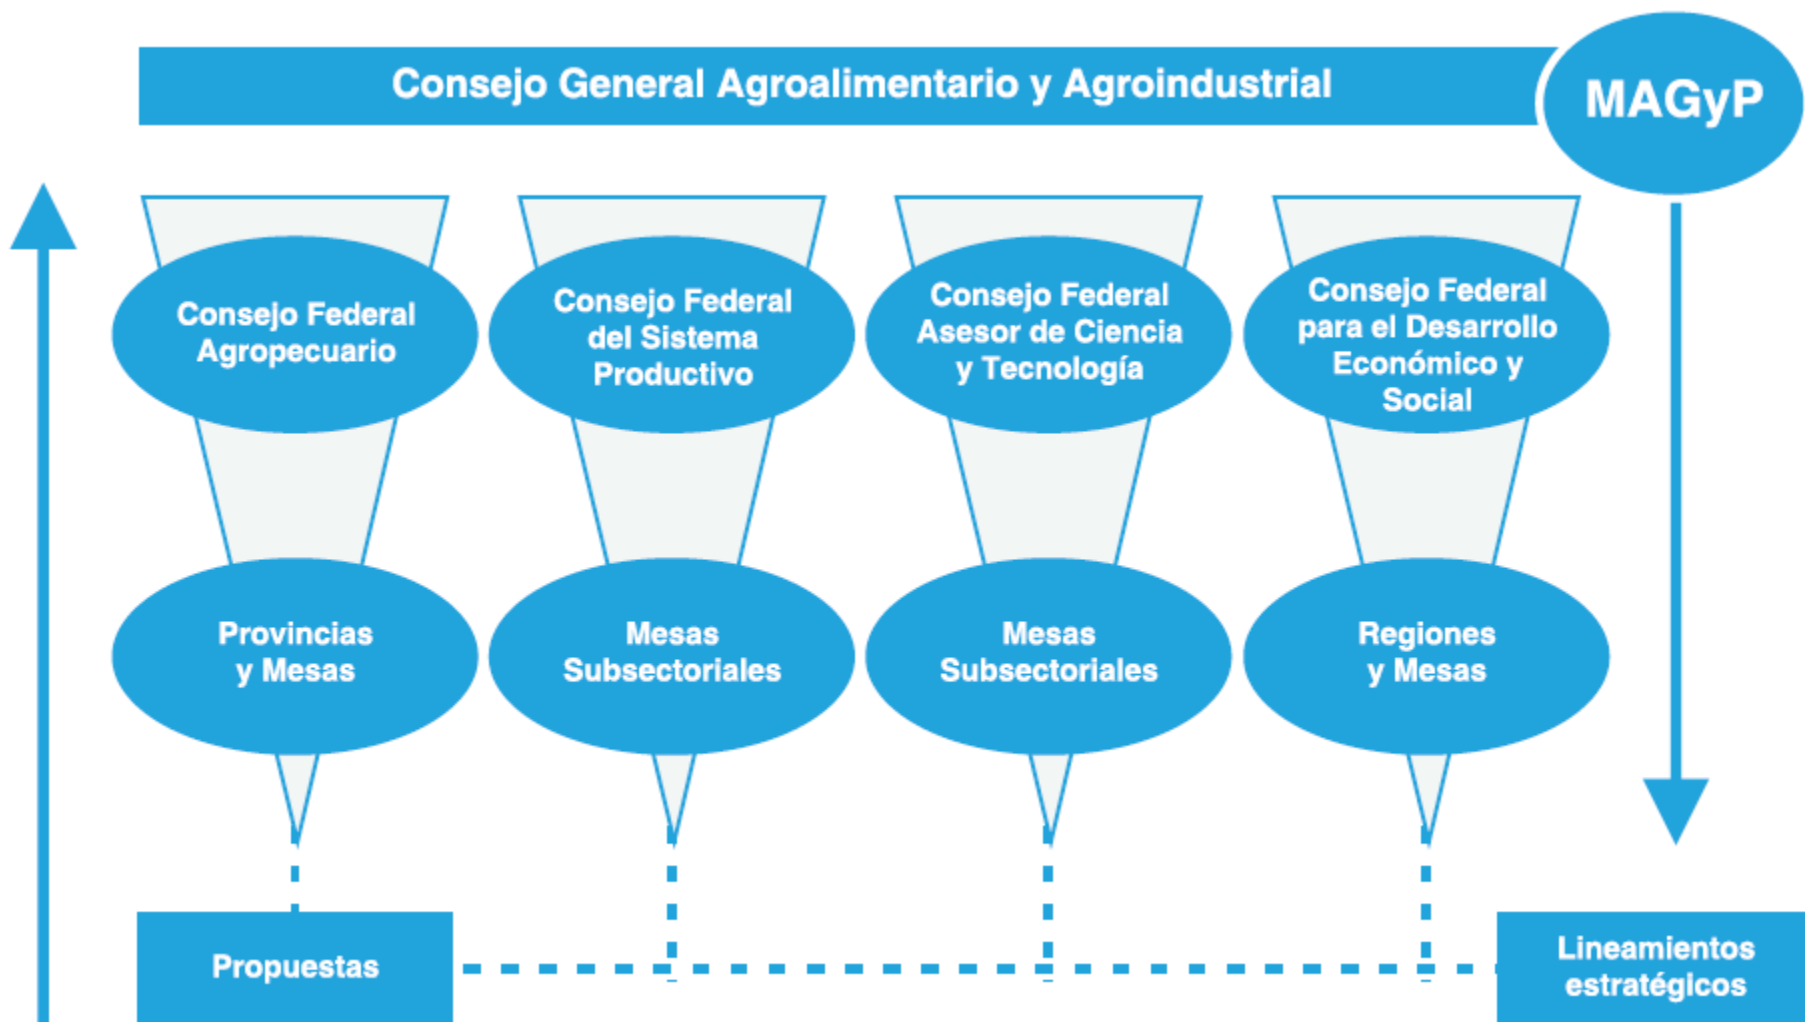 Consejo General Agroalimentario y Agroindustrial
MAGyP
Consejo Federal
Agropecuario
Consejo Federal
del Sistema
Productivo
Consejo Federal
Asesor de Ciencia
y Tecnología
Consejo Federal
para el Desarrollo
Económico y
Social
Provincias
y Mesas
Mesas
Subsectoriales
Mesas
Subsectoriales
Regiones
y Mesas
Propuestas
Lineamientos
estratégicos